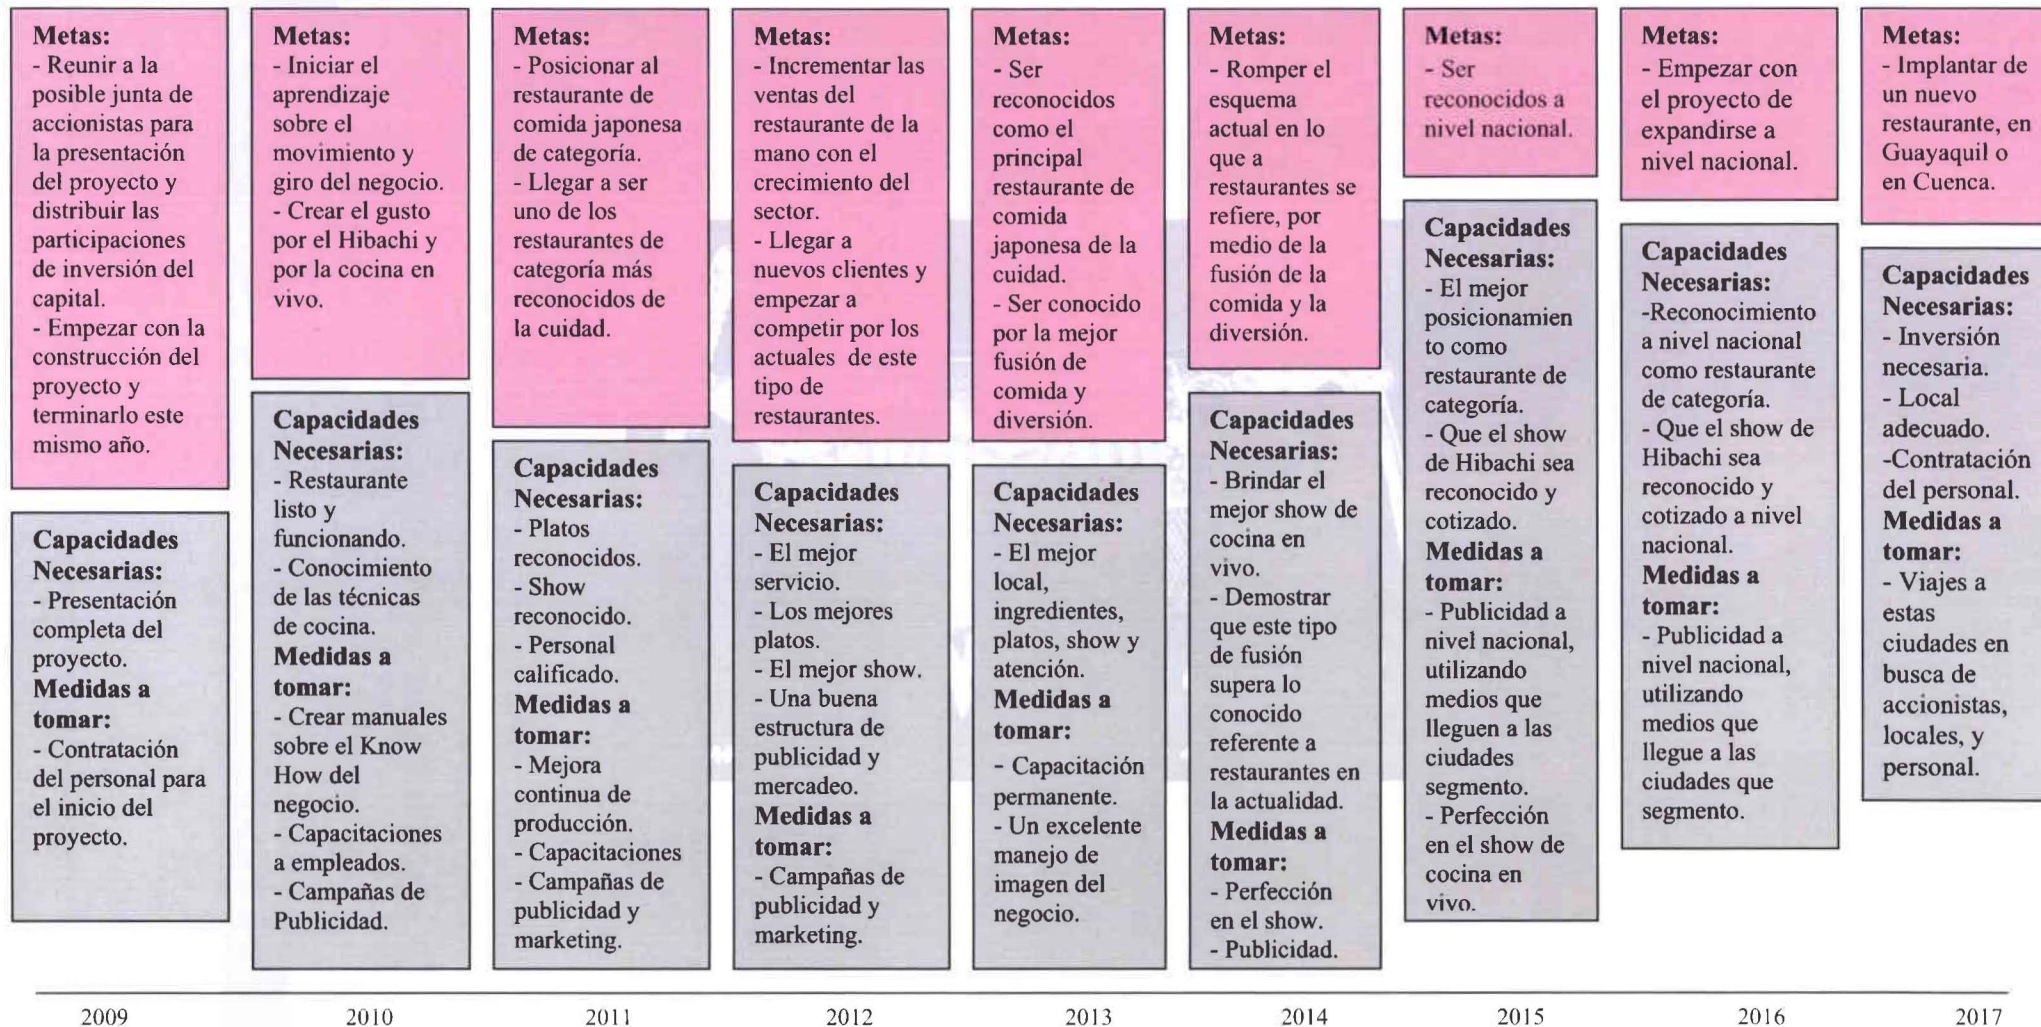 Metas:
- Reunir a la
posible junta de
accionistas para
la presentación
del proyecto y
distribuir las
participaciones
de inversión del
capital.
- Empezar con la
construcción del
proyecto y
terminarlo este
mismo año.
Capacidades
Necesarias:
- Presentación
completa del
proyecto.
Medidas a
tomar:
- Contratación
del personal para
el inicio del
proyecto.
Metas:
- Iniciar el
aprendizaje
sobre el
movimiento y
giro del negocio.
- Crear el gusto
por el Hibachi y
por la cocina en
vivo.
Capacidades
Necesarias:
- Restaurante
listo y
funcionando.
- Conocimiento
de las técnicas
de cocina.
Medidas a
tomar:
- Crear manuales
sobre el Know
How del
negocio.
- Capacitaciones
a empleados.
- Campañas de
Publicidad.
Metas:
- Posicionar al
restaurante de
comida japonesa
de categoría.
- Llegar a ser
uno de los
restaurantes de
categoría más
reconocidos de
la cuidad.
Capacidades
Necesarias:
- Platos
reconocidos.
- Show
reconocido.
- Personal
calificado.
Medidas a
tomar:
- Mejora
continua de
producción.
- Capacitaciones
- Campañas de
publicidad y
marketing.
Metas:
- Incrementar las
ventas del
restaurante de la
mano con el
crecimiento del
sector.
- Llegar a
nuevos clientes y
empezar a
competir por los
actuales de este
tipo de
restaurantes.
Capacidades
Necesarias:
- El mejor
servicio.
- Los mejores
platos.
- El mejor show.
- Una buena
estructura de
publicidad y
mercadeo.
Medidas a
tomar:
- Campañas de
publicidad y
marketing.
Metas:
- Ser
reconocidos
como el
principal
restaurante de
comida
japonesa de la
cuidad.
- Ser conocido
por la mejor
fusión de
comida y
diversión.
Capacidades
Necesarias:
- El mejor
local,
ingredientes,
platos, show y
atención.
Medidas a
tomar:
- Capacitación
permanente.
- Un excelente
manejo de
imagen del
negocio.
Metas:
- Romper el
esquema
actual en lo
que a
restaurantes se
refiere, por
medio de la
fusión de la
comida y la
diversión.
Capacidades
Necesarias:
- Brindar el
mejor show de
cocina en
vivo.
- Demostrar
que este tipo
de fusión
supera lo
conocido
referente a
restaurantes en
la actualidad.
Medidas a
tomar:
- Perfección
en el show.
- Publicidad.
Metas:
- Ser
reconocidos a
nivel nacional.
Capacidades
Necesarias:
- El mejor
posicionamien
to como
restaurante de
categoría.
- Que el show
de Hibachi sea
reconocido y
cotizado.
Medidas a
tomar:
- Publicidad a
nivel nacional,
utilizando
medios que
lleguen a las
ciudades
segmento.
- Perfección
en el show de
cocina en
vivo.
Metas:
- Empezar con
el proyecto de
expandirse a
nivel nacional.
Capacidades
Necesarias:
-Reconocimiento
a nivel nacional
como restaurante
de categoría.
- Que el show de
Hibachi sea
reconocido y
cotizado a nivel
nacional.
Medidas a
tomar:
- Publicidad a
nivel nacional,
utilizando
medios que
llegue a las
ciudades que
segmento.
Metas:
- Implantar de
un nuevo
restaurante, en
Guayaquil o
en Cuenca.
Capacidades
Necesarias:
- Inversión
necesaria.
- Local
adecuado.
-Contratación
del personal.
Medidas a
tomar:
- Viajes a
estas
ciudades en
busca de
accionistas,
locales, y
personal.
2009
2010
2011
2012
2013
2014
2015
2016
2017